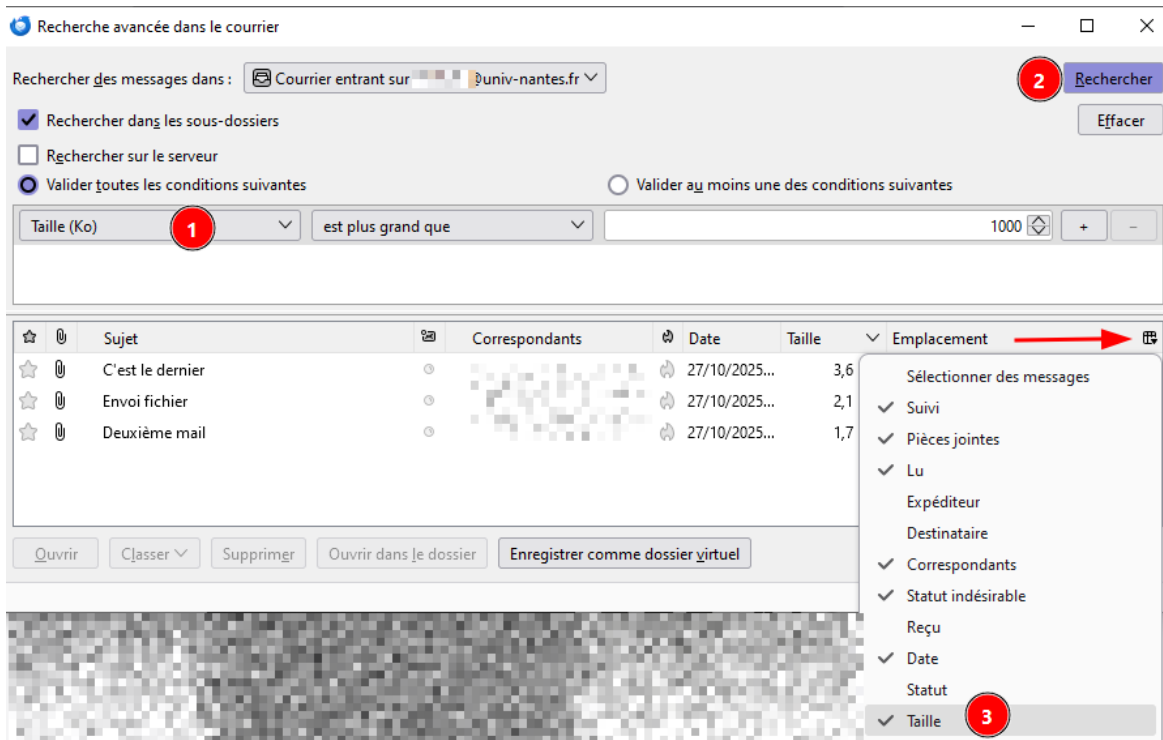 Recherche avancée dans le courrier
Rechercher des messages dans : Courrier entrant sur @univ-nantes.fr
2 Rechercher
Rechercher dans les sous-dossiers
Effacer
Rechercher sur le serveur
Valider toutes les conditions suivantes Valider au moins une des conditions suivantes
Taille (Ko) 1 est plus grand que 1000 + -
Sujet Correspondants Date Taille Emplacement
C'est le dernier 27/10/2025... 3,6
Envoi fichier 27/10/2025... 2,1
Deuxième mail 27/10/2025... 1,7
Sélectionner des messages
Suivi
Pièces jointes
Lu
Expéditeur
Destinataire
Correspondants
Statut indésirable
Reçu
Date
Statut
Taille 3
Ouvrir Classer Supprimer Ouvrir dans le dossier Enregistrer comme dossier virtuel